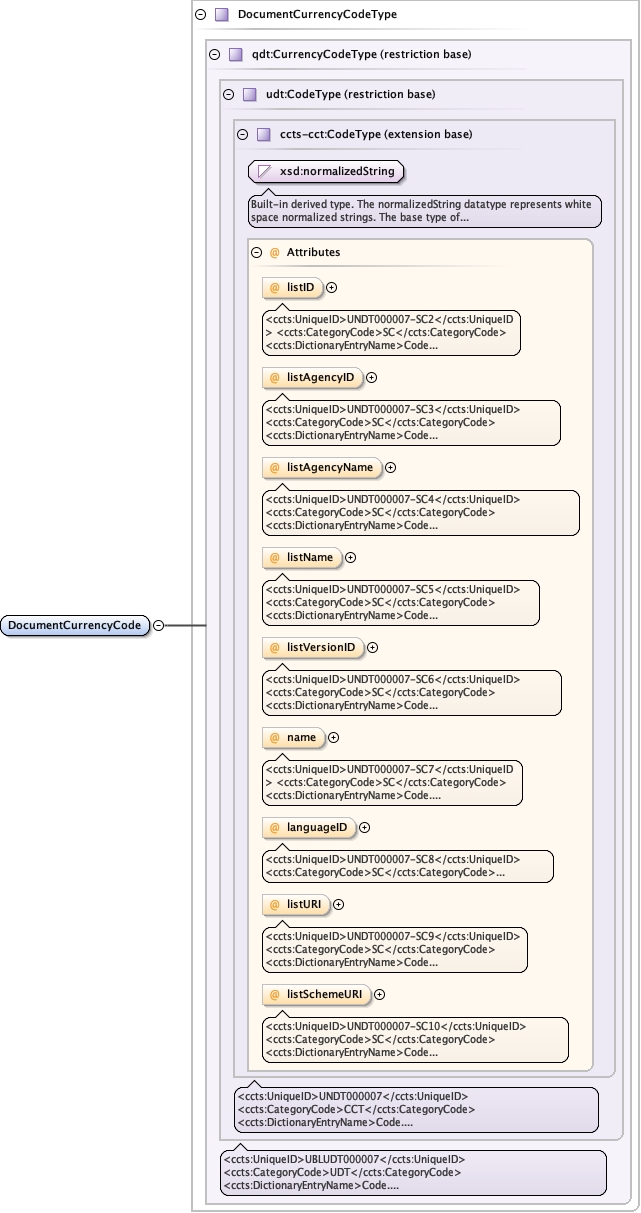 DocumentCurrencyCodeType
qdt:CurrencyCodeType (restriction base)
udt:CodeType (restriction base)
ccts-cct:CodeType (extension base)
xsd:normalizedString
Built-in derived type. The normalizedString datatype represents white
space normalized strings. The base type of...
@ Attributes
@ listID
<ccts:UniqueID>UNDT000007-SC2</ccts:UniqueID
> <ccts:CategoryCode>SC</ccts:CategoryCode>
<ccts:DictionaryEntryName>Code...
@ listAgencyID
<ccts:UniqueID>UNDT000007-SC3</ccts:UniqueID>
<ccts:CategoryCode>SC</ccts:CategoryCode>
<ccts:DictionaryEntryName>Code...
@ listAgencyName
<ccts:UniqueID>UNDT000007-SC4</ccts:UniqueID>
<ccts:CategoryCode>SC</ccts:CategoryCode>
<ccts:DictionaryEntryName>Code...
@ listName
<ccts:UniqueID>UNDT000007-SC5</ccts:UniqueID>
<ccts:CategoryCode>SC</ccts:CategoryCode>
<ccts:DictionaryEntryName>Code...
DocumentCurrencyCode
@ listVersionID
<ccts:UniqueID>UNDT000007-SC6</ccts:UniqueID>
<ccts:CategoryCode>SC</ccts:CategoryCode>
<ccts:DictionaryEntryName>Code...
@ name
<ccts:UniqueID>UNDT000007-SC7</ccts:UniqueID
> <ccts:CategoryCode>SC</ccts:CategoryCode>
<ccts:DictionaryEntryName>Code....
@ languageID
<ccts:UniqueID>UNDT000007-SC8</ccts:UniqueID>
<ccts:CategoryCode>SC</ccts:CategoryCode>...
@ listURI
<ccts:UniqueID>UNDT000007-SC9</ccts:UniqueID>
<ccts:CategoryCode>SC</ccts:CategoryCode>
<ccts:DictionaryEntryName>Code...
@ listSchemeURI
<ccts:UniqueID>UNDT000007-SC10</ccts:UniqueID>
<ccts:CategoryCode>SC</ccts:CategoryCode>
<ccts:DictionaryEntryName>Code...
<ccts:UniqueID>UNDT000007</ccts:UniqueID>
<ccts:CategoryCode>CCT</ccts:CategoryCode>
<ccts:DictionaryEntryName>Code....
<ccts:UniqueID>UBLUDT000007</ccts:UniqueID>
<ccts:CategoryCode>UDT</ccts:CategoryCode>
<ccts:DictionaryEntryName>Code....